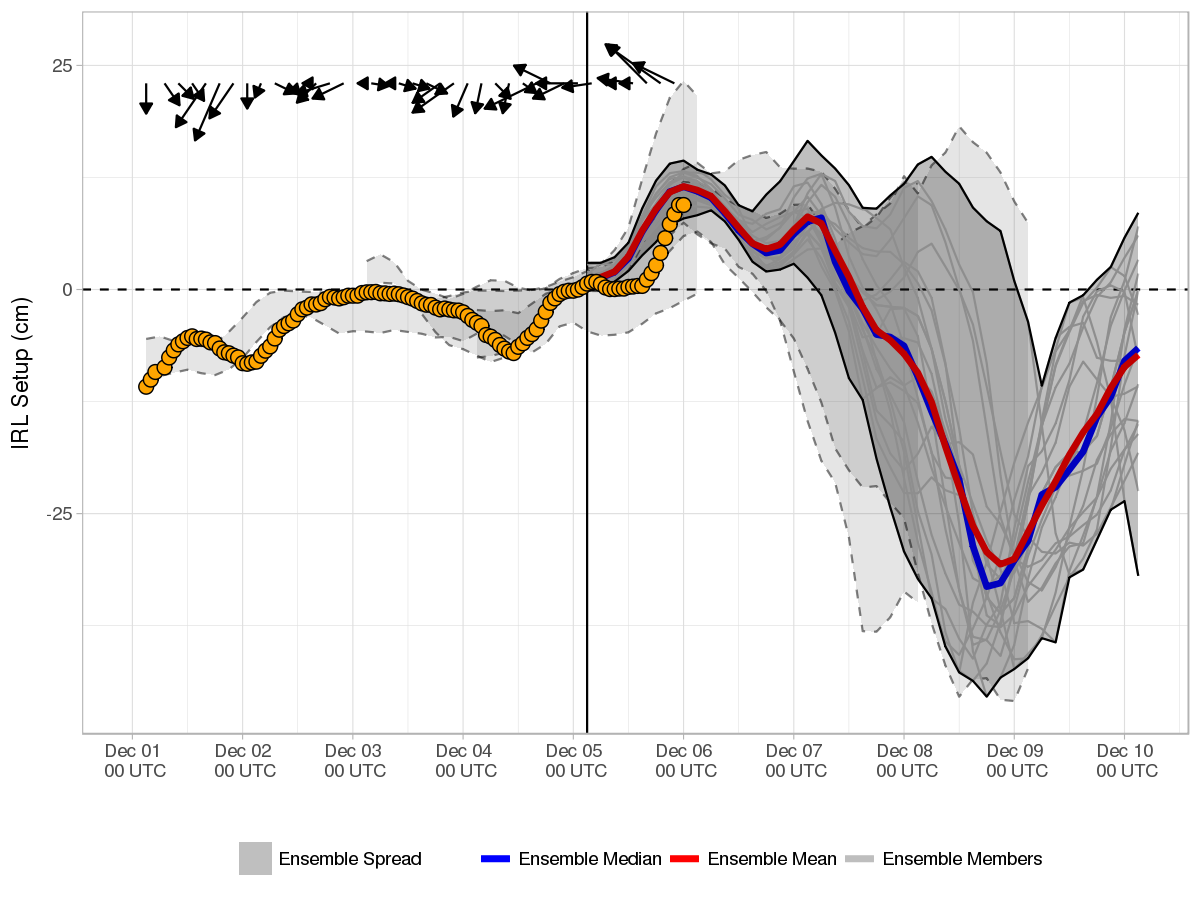 IRL Setup (cm)
25
0
-25
Dec 01 Dec 02 Dec 03 Dec 04 Dec 05 Dec 06 Dec 07 Dec 08 Dec 09 Dec 10
00 UTC 00 UTC 00 UTC 00 UTC 00 UTC 00 UTC 00 UTC 00 UTC 00 UTC 00 UTC
Ensemble Spread Ensemble Median Ensemble Mean Ensemble Members